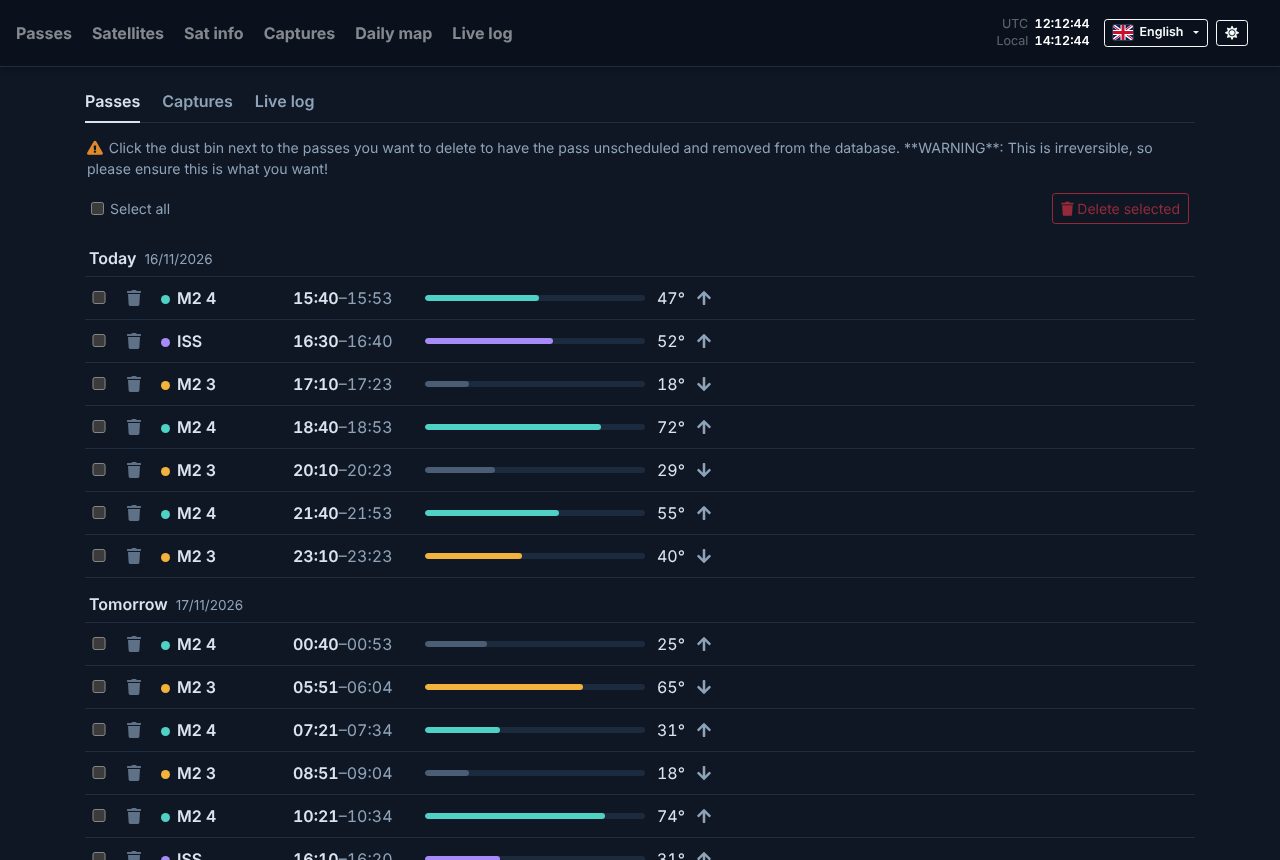 Passes Satellites Sat info Captures Daily map Live log
UTC 12:12:44
Local 14:12:44
English
Passes Captures Live log
Click the dust bin next to the passes you want to delete to have the pass unscheduled and removed from the database. **WARNING**: This is irreversible, so
please ensure this is what you want!
Select all
Delete selected
Today 16/11/2026
M2 4 15:40–15:53 47°
ISS 16:30–16:40 52°
M2 3 17:10–17:23 18°
M2 4 18:40–18:53 72°
M2 3 20:10–20:23 29°
M2 4 21:40–21:53 55°
M2 3 23:10–23:23 40°
Tomorrow 17/11/2026
M2 4 00:40–00:53 25°
M2 3 05:51–06:04 65°
M2 4 07:21–07:34 31°
M2 3 08:51–09:04 18°
M2 4 10:21–10:34 74°
ISS 16:10–16:20 31°